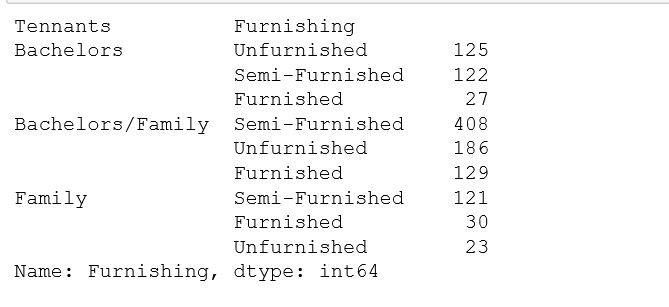 Tennants          Furnishing
Bachelors         Unfurnished       125
                  Semi-Furnished    122
                  Furnished          27
Bachelors/Family  Semi-Furnished    408
                  Unfurnished       186
                  Furnished         129
Family            Semi-Furnished    121
                  Furnished          30
                  Unfurnished        23
Name: Furnishing, dtype: int64